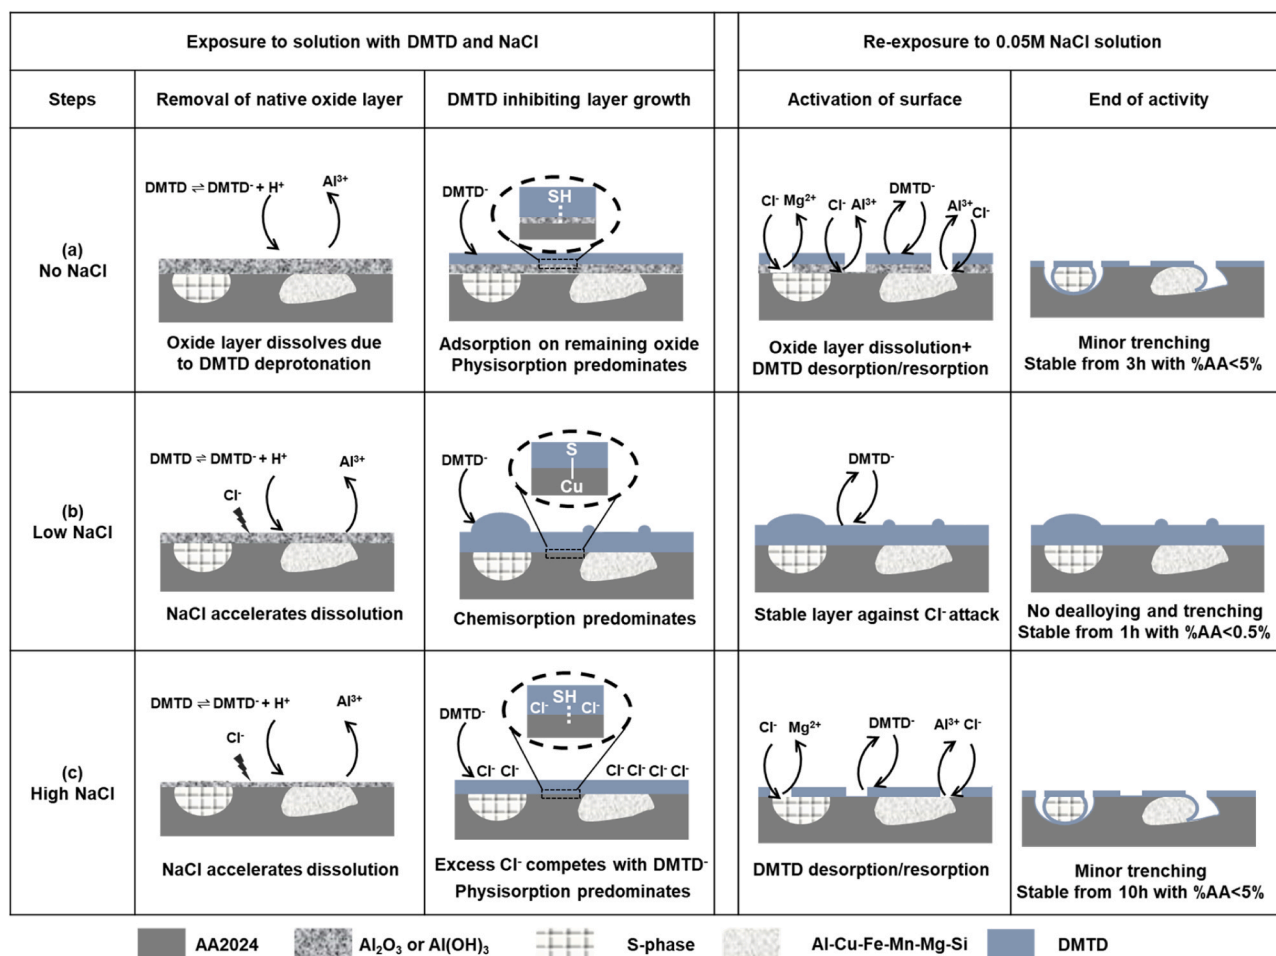 Exposure to solution with DMTD and NaCl
Re-exposure to 0.05M NaCl solution
Steps
Removal of native oxide layer
DMTD inhibiting layer growth
Activation of surface
End of activity
(a)
No NaCl
DMTD ⇌ DMTD⁻ + H⁺
Al³⁺
Oxide layer dissolves due
to DMTD deprotonation
DMTD⁻
SH
Adsorption on remaining oxide
Physisorption predominates
Cl⁻ Mg²⁺
Cl⁻ Al³⁺
DMTD⁻
Al³⁺ Cl⁻
Oxide layer dissolution+
DMTD desorption/resorption
Minor trenching
Stable from 3h with %AA<5%
(b)
Low NaCl
DMTD ⇌ DMTD⁻ + H⁺
Al³⁺
Cl⁻
NaCl accelerates dissolution
DMTD⁻
S
Cu
Chemisorption predominates
DMTD⁻
Stable layer against Cl⁻ attack
No dealloying and trenching
Stable from 1h with %AA<0.5%
(c)
High NaCl
DMTD ⇌ DMTD⁻ + H⁺
Al³⁺
Cl⁻
NaCl accelerates dissolution
DMTD⁻
SH
Cl⁻ Cl⁻
Cl⁻ Cl⁻
Cl⁻ Cl⁻ Cl⁻ Cl⁻
Excess Cl⁻ competes with DMTD⁻
Physisorption predominates
Cl⁻ Mg²⁺
DMTD⁻
Al³⁺ Cl⁻
DMTD desorption/resorption
Minor trenching
Stable from 10h with %AA<5%
AA2024
Al₂O₃ or Al(OH)₃
S-phase
Al-Cu-Fe-Mn-Mg-Si
DMTD